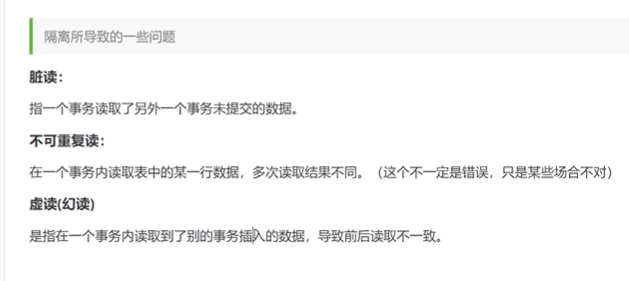 隔离所导致的一些问题
脏读：
指一个事务读取了另外一个事务未提交的数据。
不可重复读：
在一个事务内读取表中的某一行数据，多次读取结果不同。（这个不一定是错误，只是某些场合不对）
虚读(幻读)
是指在一个事务内读取到了别的事务插入的数据，导致前后读取不一致。